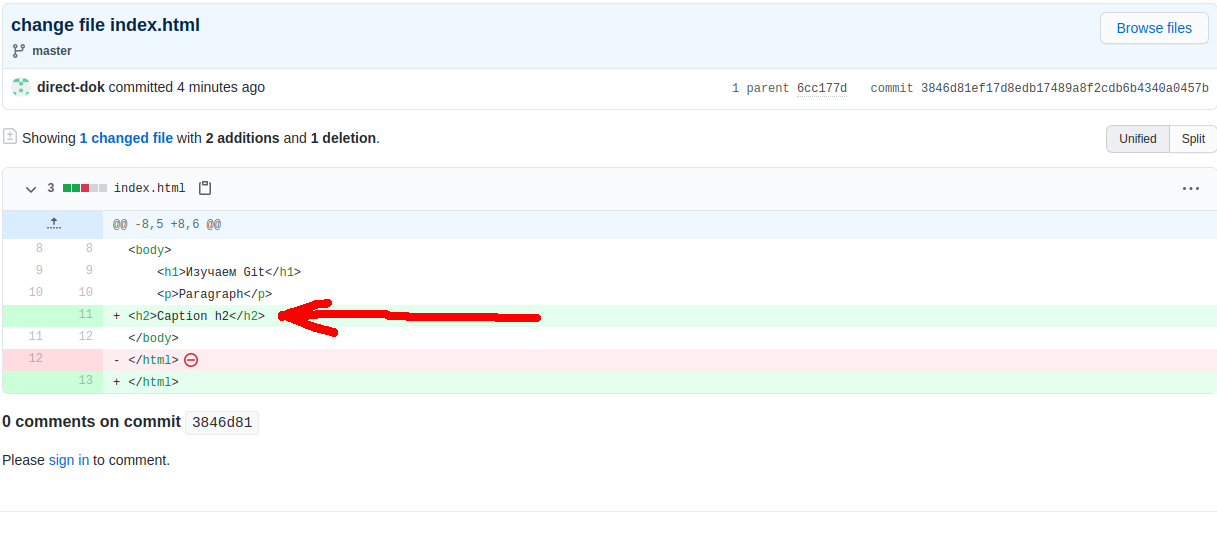 change file index.html
Browse files
master
direct-dok committed 4 minutes ago
1 parent 6cc177d commit 3846d81ef17d8edb17489a8f2cdb6b4340a0457b
Showing 1 changed file with 2 additions and 1 deletion.
Unified Split
3 index.html
@@ -8,5 +8,6 @@
8 8 <body>
9 9 <h1>Изучаем Git</h1>
10 10 <p>Paragraph</p>
11 + <h2>Caption h2</h2>
11 12 </body>
12 - </html>
13 + </html>
0 comments on commit 3846d81
Please sign in to comment.